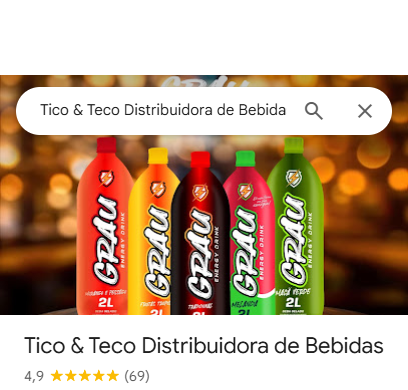 Tico & Teco Distribuidora de Bebida
GRAU
ENERGY DRINK
2L
GRAU
ENERGY DRINK
2L
GRAU
ENERGY DRINK
2L
GRAU
ENERGY DRINK
MELANCIA
2L
GRAU
ENERGY DRINK
MAÇÃ VERDE
2L
Tico & Teco Distribuidora de Bebidas
4,9 (69)